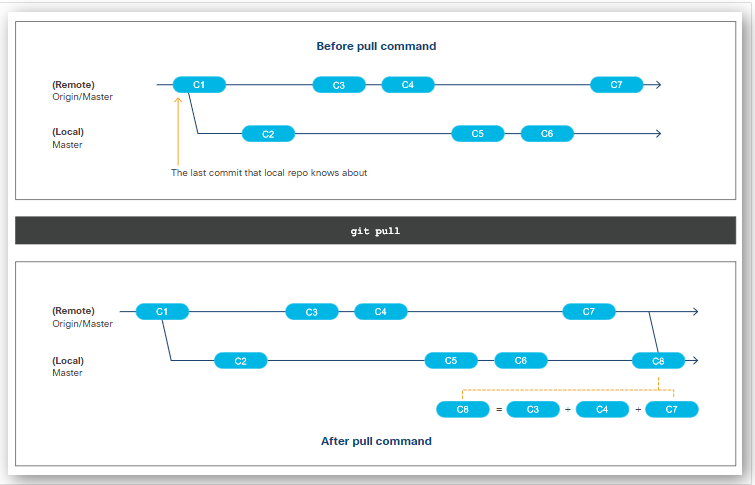 Before pull command
(Remote)
Origin/Master
C1
C3
C4
C7
(Local)
Master
C2
C5
C6
The last commit that local repo knows about
git pull
(Remote)
Origin/Master
C1
C3
C4
C7
(Local)
Master
C2
C5
C6
C8
C8 = C3 + C4 + C7
After pull command